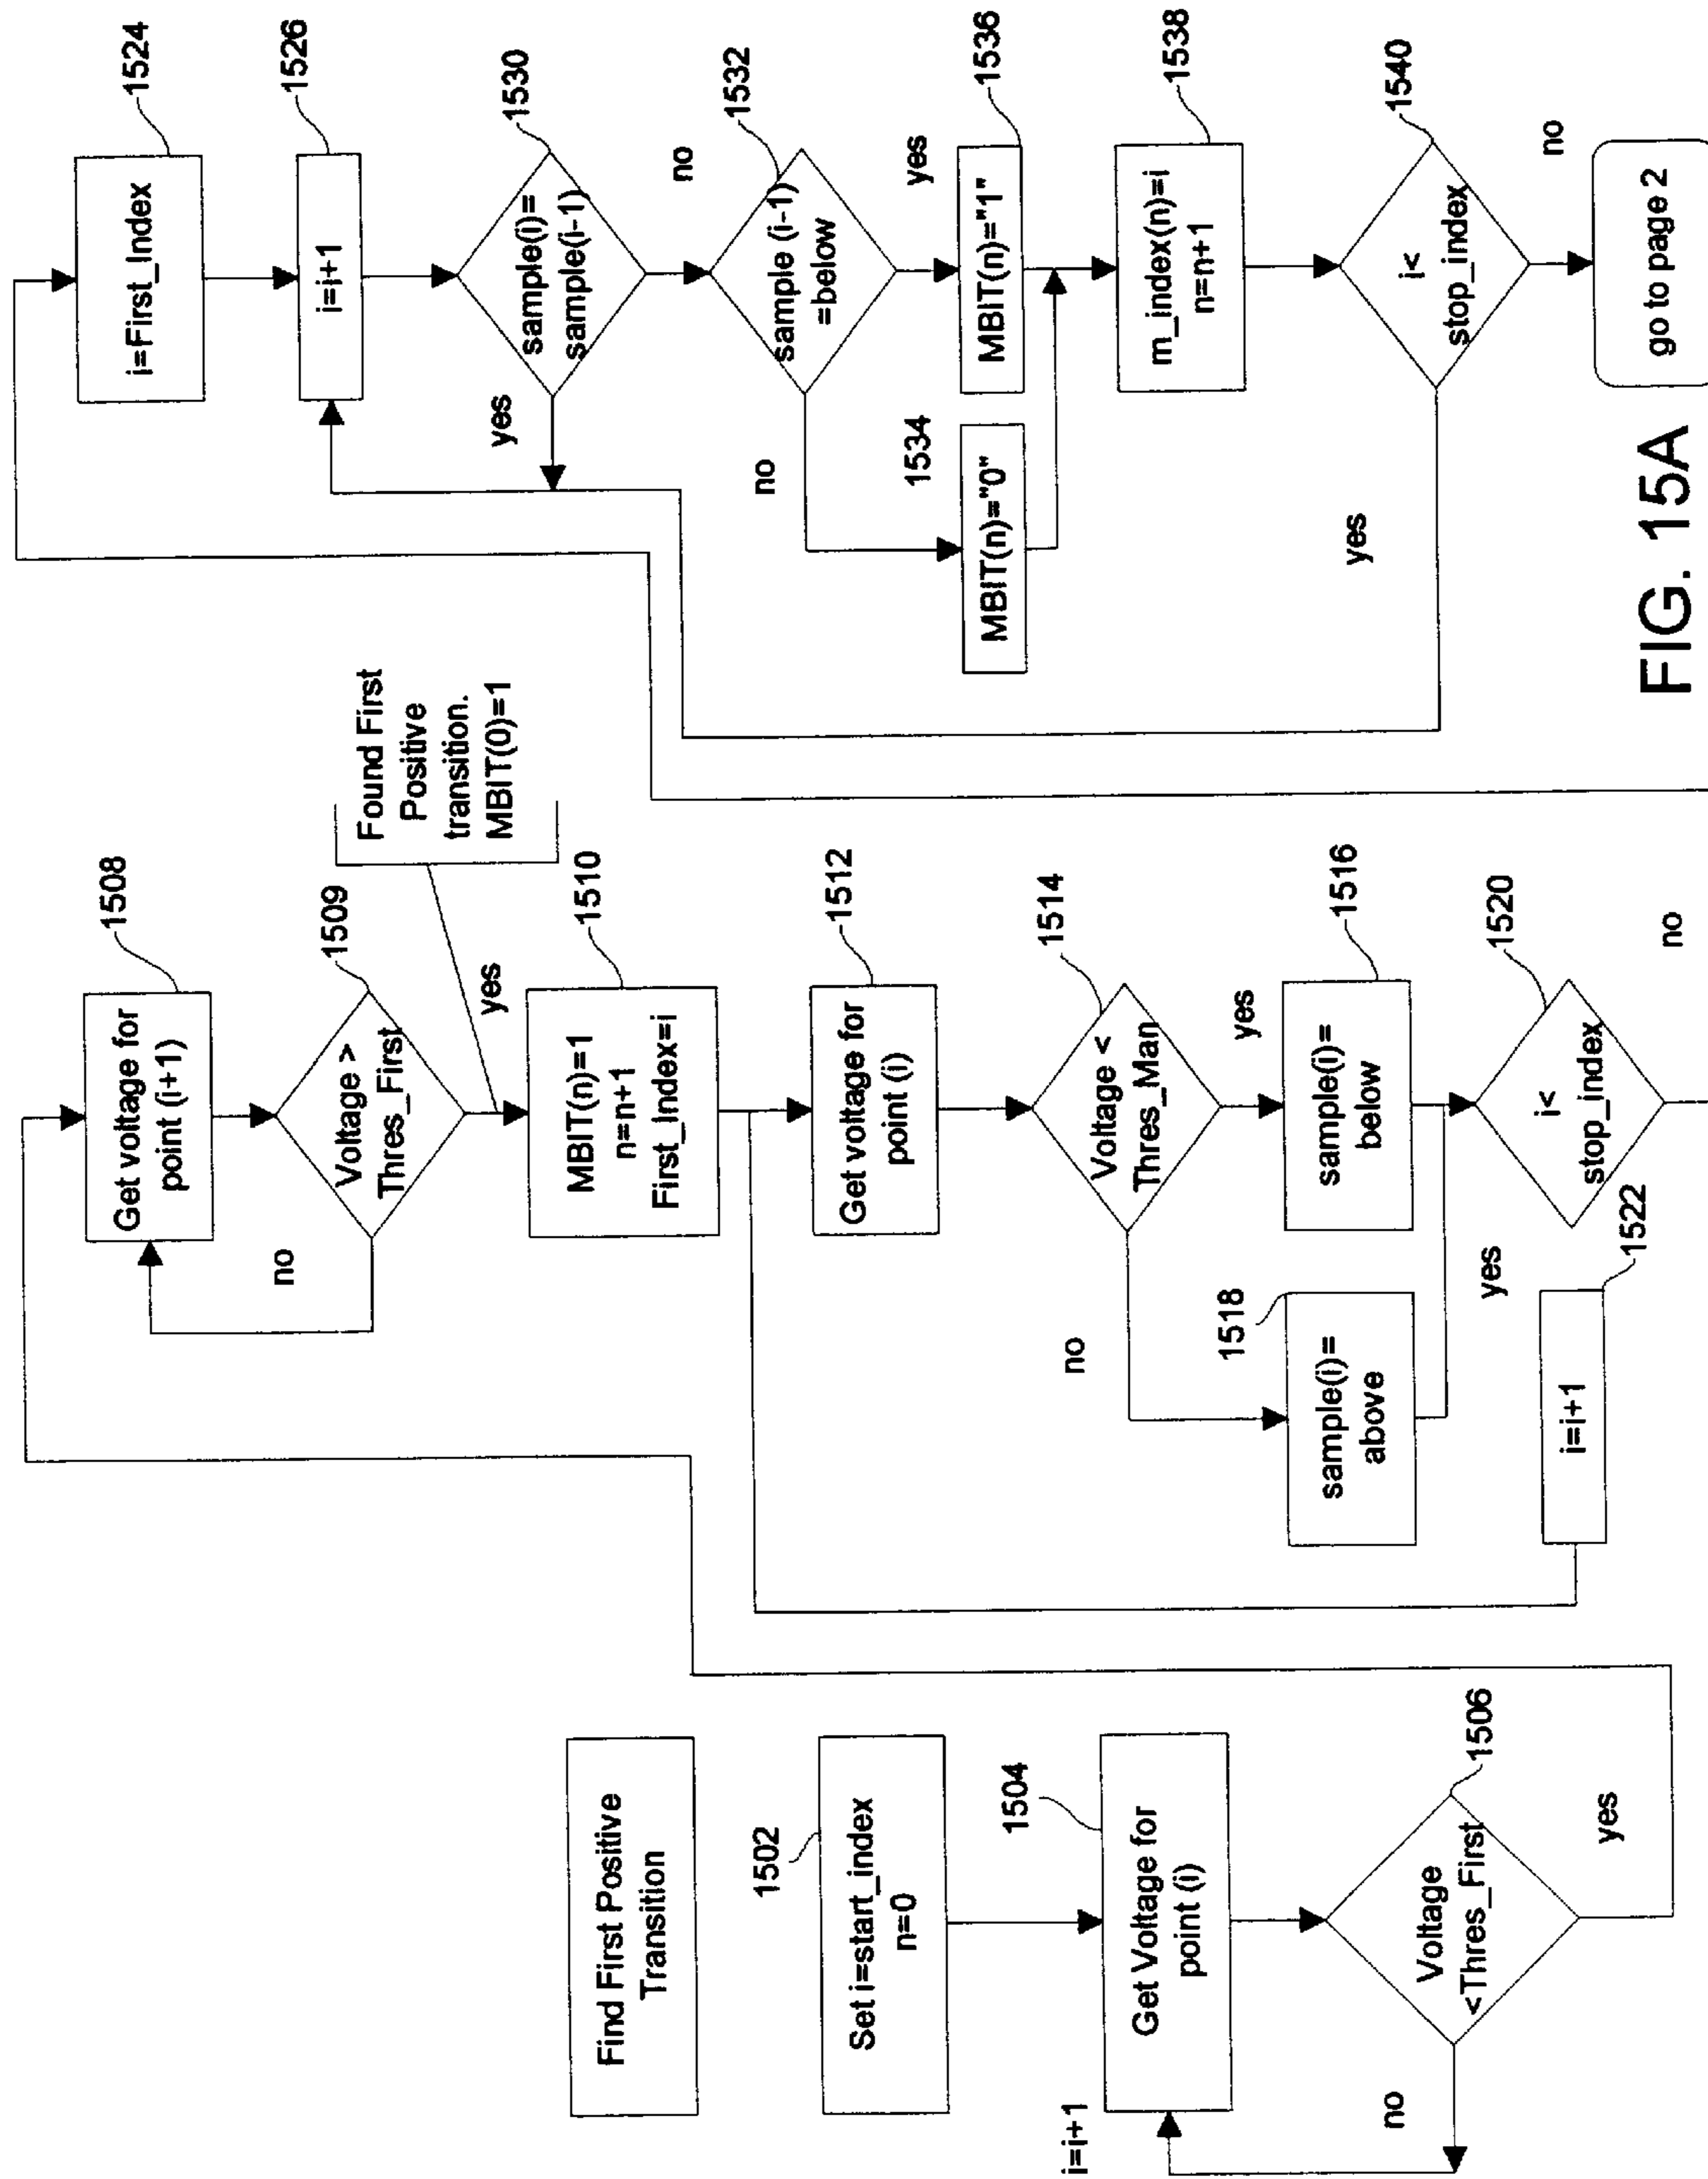 Find First Positive
Transition
1502
Set i=start_index
n=0
1504
i=i+1
Get Voltage for
point (i)
1506
Voltage
<Thres_First
no
yes
1508
Get voltage for
point (i+1)
1509
Voltage >
Thres_First
no
yes
Found First
Positive
transition.
MBIT(0)=1
1510
MBIT(n)=1
n=n+1
First_Index=i
1512
Get voltage for
point (i)
1514
Voltage <
Thres_Man
no
yes
1516
sample(i)=
below
1518
sample(i)=
above
1520
i<
stop_index
yes
no
1522
i=i+1
1524
i=First_Index
1526
i=i+1
1530
sample(i)=
sample(i-1)
yes
no
1532
sample (i-1)
=below
no
yes
1534
MBIT(n)="0"
1536
MBIT(n)="1"
1538
m_index(n)=i
n=n+1
1540
i<
stop_index
yes
no
go to page 2
FIG. 15A